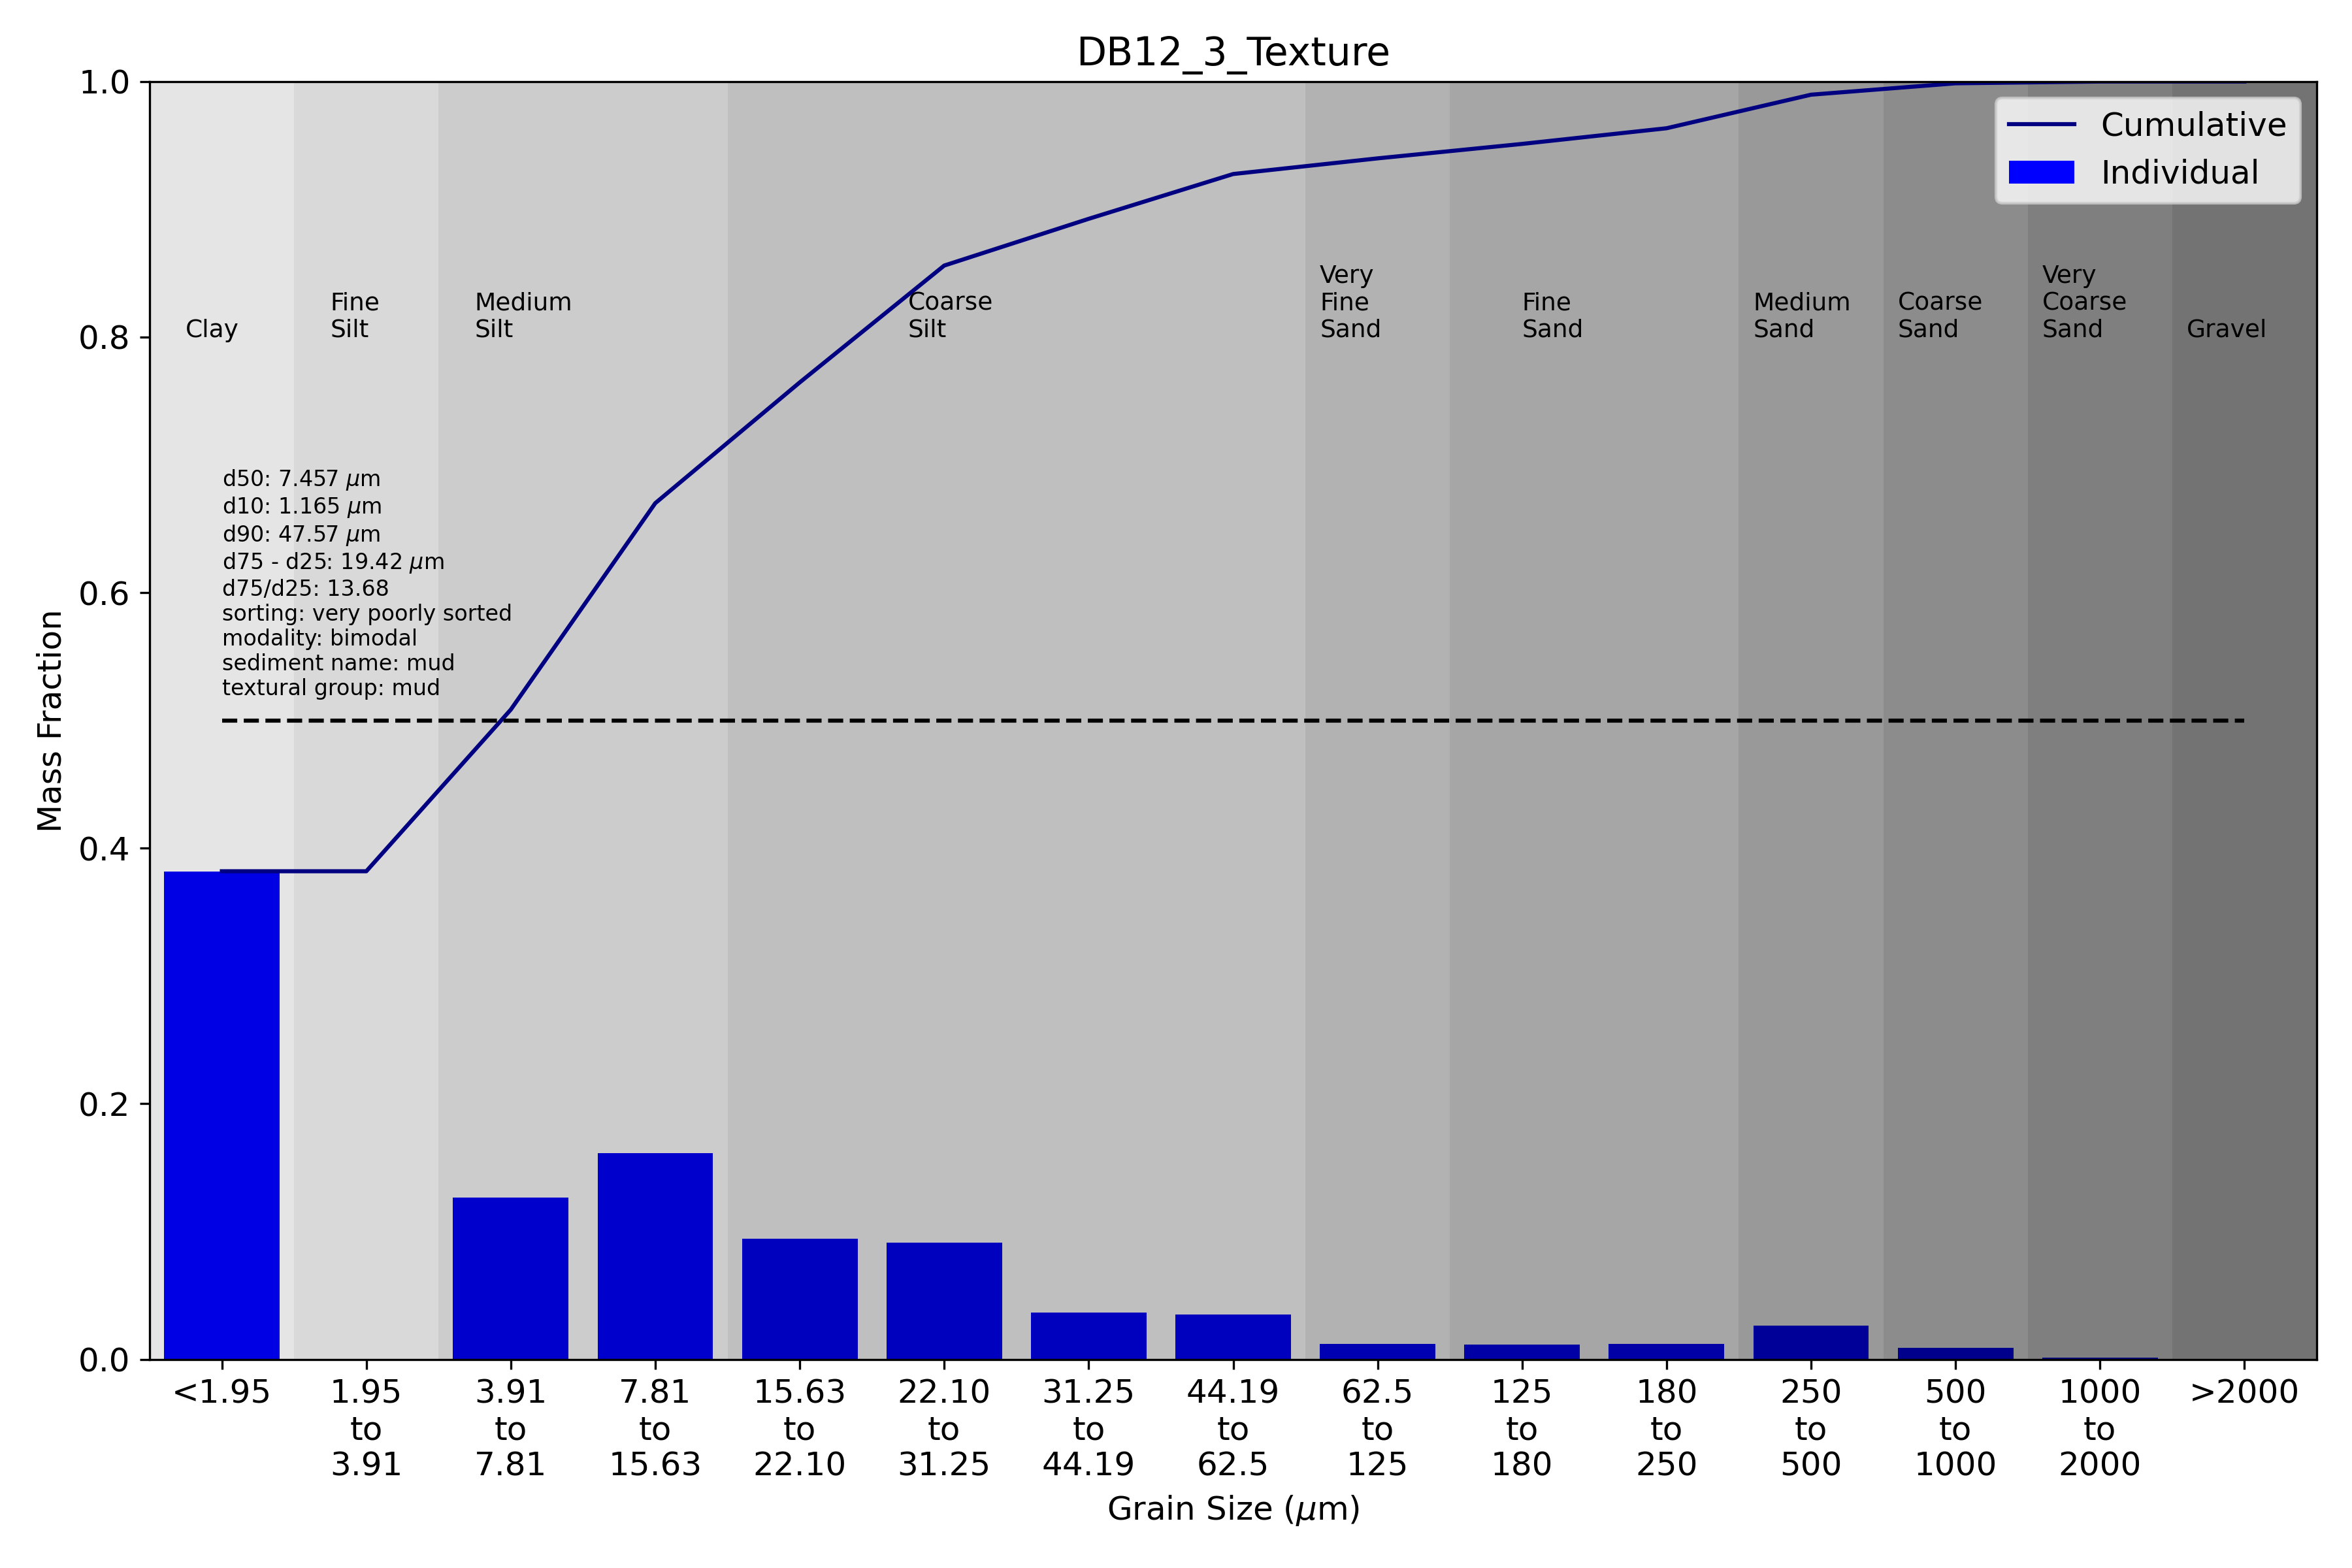 DB12_3_Texture
1.0
0.8
0.6
0.4
0.2
0.0
Mass Fraction
Cumulative
Individual
Clay
Fine
Silt
Medium
Silt
Coarse
Silt
Very
Fine
Sand
Fine
Sand
Medium
Sand
Coarse
Sand
Very
Coarse
Sand
Gravel
d50: 7.457 μm
d10: 1.165 μm
d90: 47.57 μm
d75 - d25: 19.42 μm
d75/d25: 13.68
sorting: very poorly sorted
modality: bimodal
sediment name: mud
textural group: mud
<1.95
1.95
to
3.91
3.91
to
7.81
7.81
to
15.63
15.63
to
22.10
22.10
to
31.25
31.25
to
44.19
44.19
to
62.5
62.5
to
125
125
to
180
180
to
250
250
to
500
500
to
1000
1000
to
2000
>2000
Grain Size (μm)